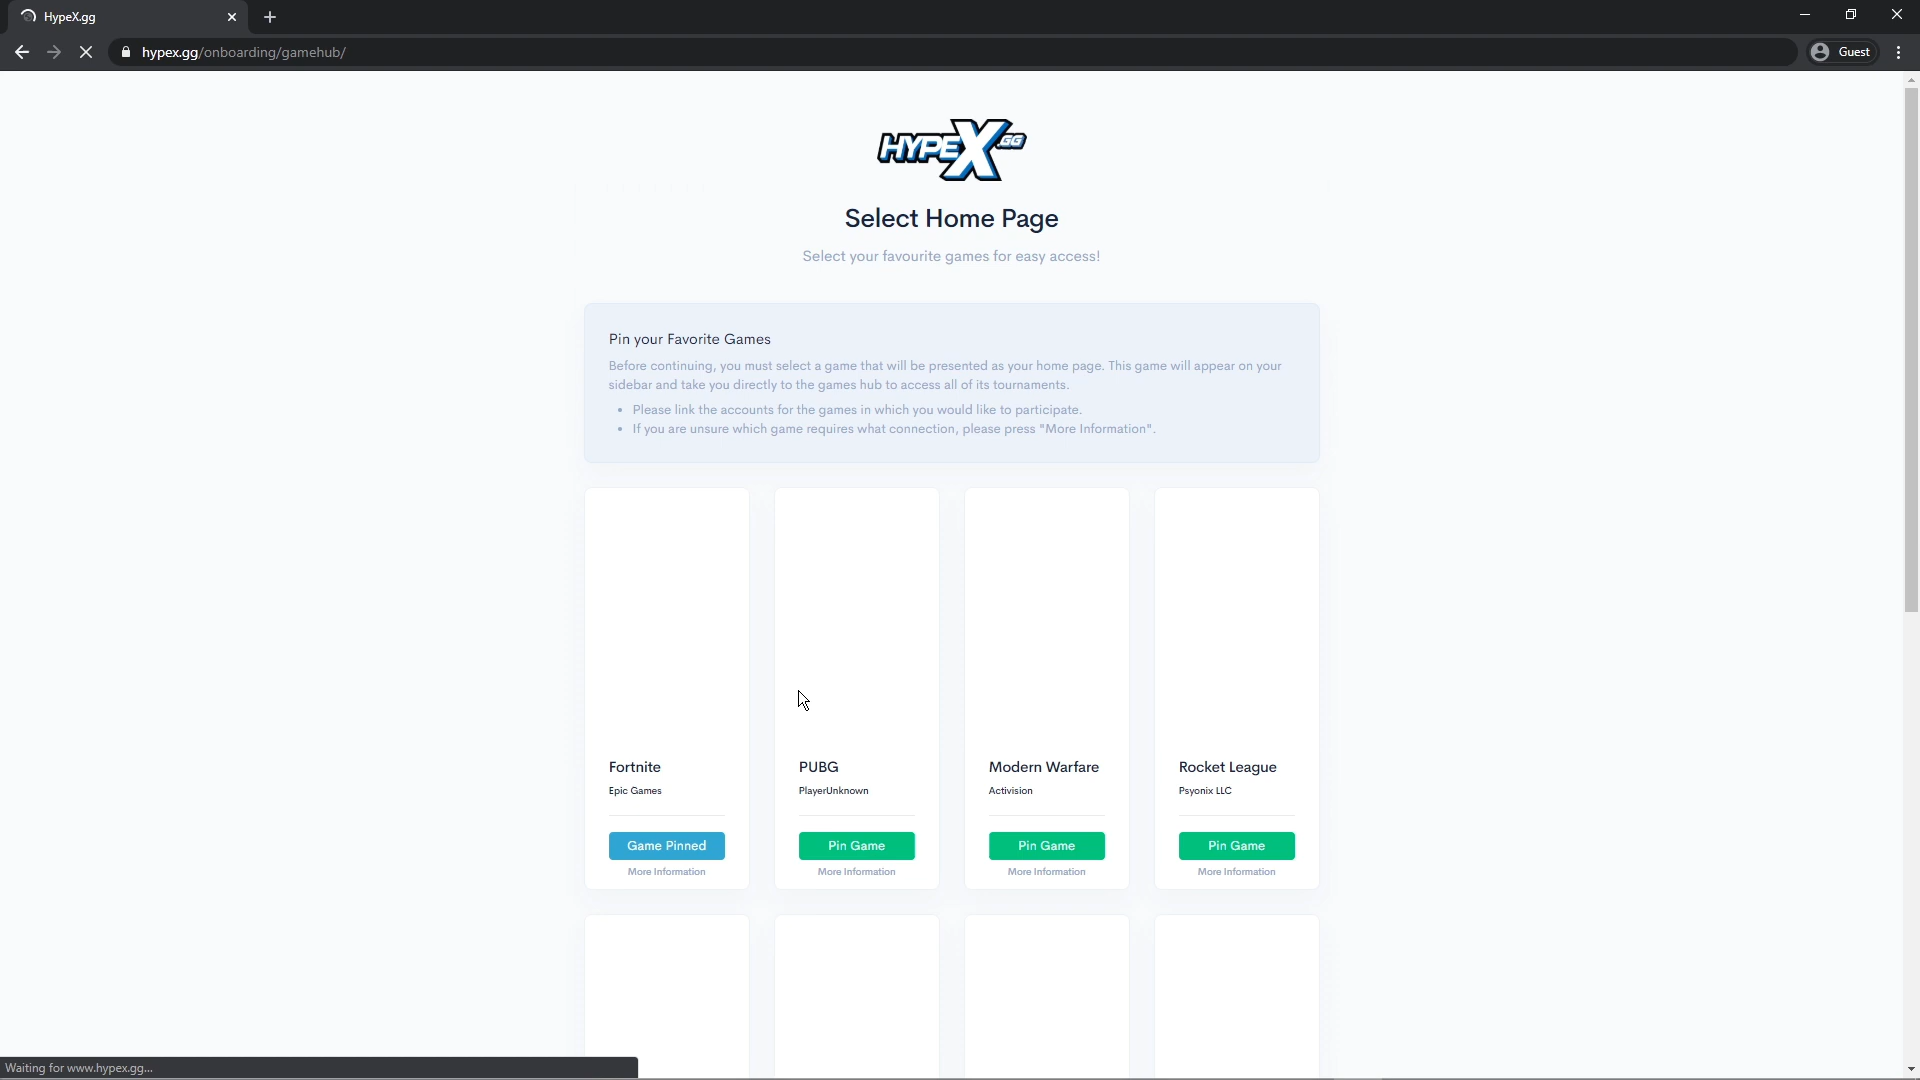 HypeX.gg
hypex.gg/onboarding/gamehub/
Guest
HYPEX.GG
Select Home Page
Select your favourite games for easy access!
Pin your Favorite Games
Before continuing, you must select a game that will be presented as your home page. This game will appear on your
sidebar and take you directly to the games hub to access all of its tournaments.
• Please link the accounts for the games in which you would like to participate.
• If you are unsure which game requires what connection, please press "More Information".
Fortnite
Epic Games
Game Pinned
More Information
PUBG
PlayerUnknown
Pin Game
More Information
Modern Warfare
Activision
Pin Game
More Information
Rocket League
Psyonix LLC
Pin Game
More Information
Waiting for www.hypex.gg...